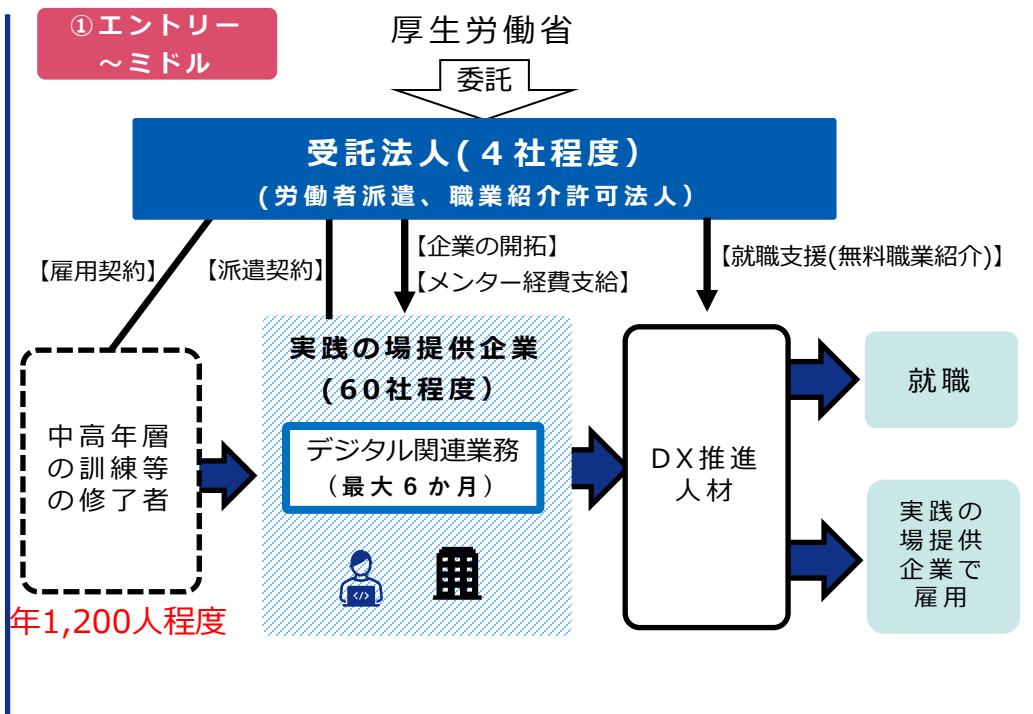 ①エントリー
～ミドル
厚生労働省
委託
受託法人(４社程度）
(労働者派遣、職業紹介許可法人）
【雇用契約】
【派遣契約】
【企業の開拓】
【メンター経費支給】
【就職支援(無料職業紹介)】
中高年層
の訓練等
の修了者
年1,200人程度
実践の場提供企業
(60社程度）
デジタル関連業務
（最大６か月）
</>
DX推進
人材
就職
実践の
場提供
企業で
雇用